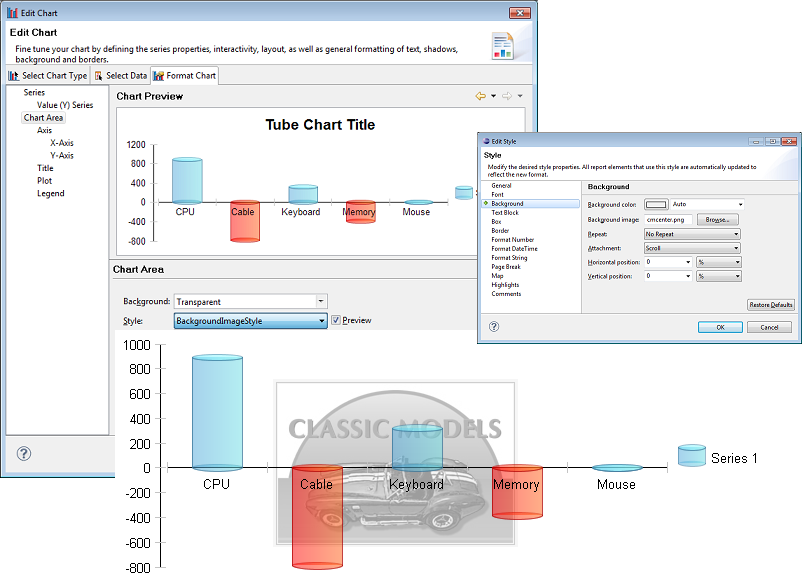 Edit Chart
Edit Chart
Fine tune your chart by defining the series properties, interactivity, layout, as well as general formatting of text, shadows,
background and borders.
Select Chart Type
Select Data
Format Chart
Series
Value (Y) Series
Chart Area
Axis
X-Axis
Y-Axis
Title
Plot
Legend
Chart Preview
Tube Chart Title
1200
800
400
0
-400
-800
CPU
Cable
Keyboard
Memory
Mouse
Chart Area
Background:
Transparent
Style:
BackgroundImageStyle
Preview
Edit Style
Style
Modify the desired style properties. All report elements that use this style are automatically updated to
reflect the new format.
General
Font
Background
Text Block
Box
Border
Format Number
Format DateTime
Format String
Page Break
Map
Highlights
Comments
Background
Background color:
Auto
Background image:
cmcenter.png
Browse...
Repeat:
No Repeat
Attachment:
Scroll
Horizontal position:
0
%
Vertical position:
0
%
Restore Defaults
OK
Cancel
1000
800
600
400
200
0
-200
-400
-600
-800
CLASSIC MODELS
CPU
Cable
Keyboard
Memory
Mouse
Series 1